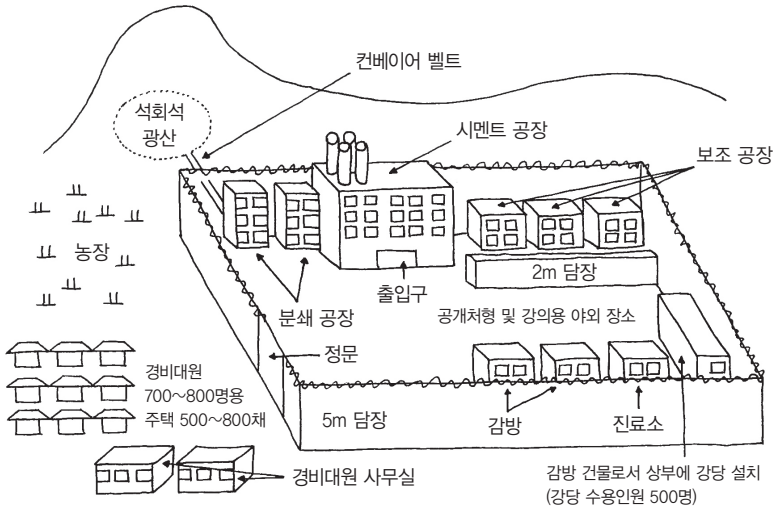 컨베이어 벨트
석회석
광산
시멘트 공장
보조 공장
농장
2m 담장
출입구
분쇄 공장
공개처형 및 강의용 야외 장소
정문
경비대원
700~800명용
주택 500~800채
5m 담장
감방
진료소
경비대원 사무실
감방 건물로서 상부에 강당 설치
(강당 수용인원 500명)